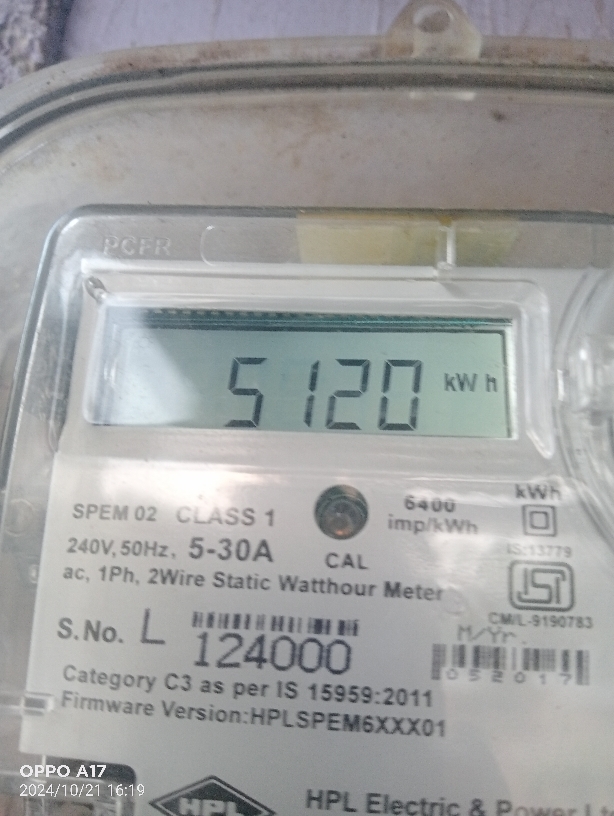 PCFR
5120 kWh
kWh
SPEM 02 CLASS 1
6400
imp/kWh
240V, 50Hz, 5-30A
CAL
IS:13779
ac, 1Ph, 2Wire Static Watthour Meter
ISI
CM/L-9190783
S.No. L 124000
M/Yr.
052017
Category C3 as per IS 15959:2011
Firmware Version:HPLSPEM6XXX01
HPL
HPL Electric & Power
OPPO A17
2024/10/21 16:19